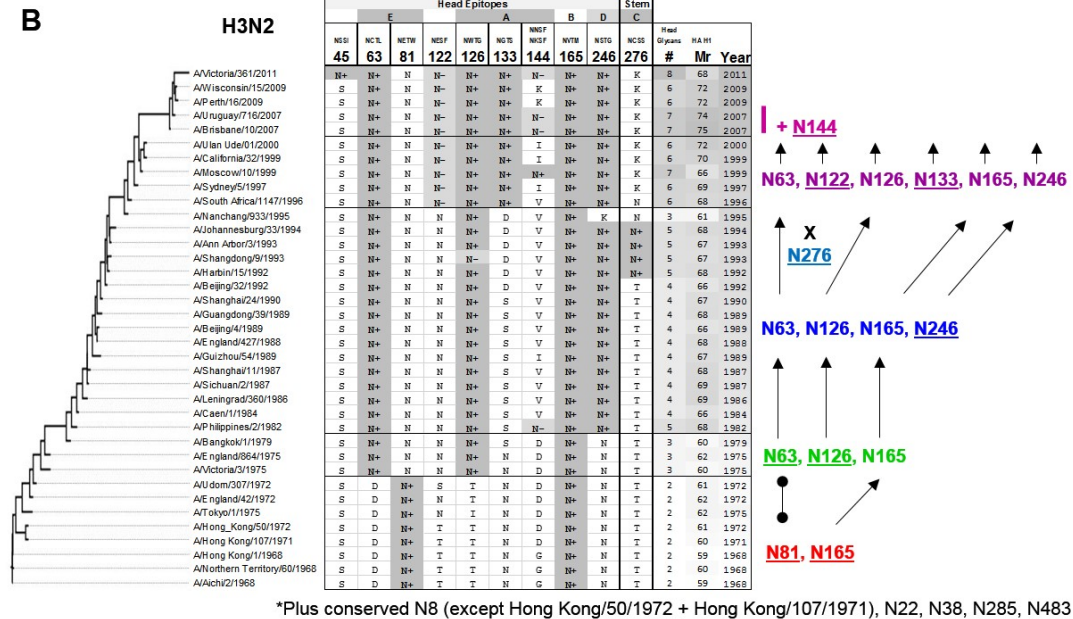 B
H3N2
Head Epitopes Stem
E A B D C
NSSI NCTL NETW NESF NWTG NGTS NNSF NKSF NVTM NSTG NCSS Head Glycans HA H1
45 63 81 122 126 133 144 165 246 276 # Mr Year
A/Victoria/361/2011 N+ N+ N N- N+ N+ N- N+ N+ K 8 68 2011
A/Wisconsin/15/2009 S N+ N N- N+ N+ K N+ N+ K 6 72 2009
A/Perth/16/2009 S N+ N N- N+ N+ K N+ N+ K 6 72 2009
A/Uruguay/716/2007 S N+ N N- N+ N+ N- N+ N+ K 7 74 2007
A/Brisbane/10/2007 S N+ N N- N+ N+ N- N+ N+ K 7 75 2007
A/Ulan Ude/01/2000 S N+ N N- N+ N+ I N+ N+ K 6 72 2000
A/California/32/1999 S N+ N N- N+ N+ I N+ N+ K 6 70 1999
A/Moscow/10/1999 S N+ N N- N+ N+ N+ N+ N+ K 7 66 1999
A/Sydney/5/1997 S N+ N N- N+ N+ I N+ N+ K 6 69 1997
A/South Africa/1147/1996 S N+ N N- N+ N+ V N+ N+ K 6 68 1996
A/Nanchang/933/1995 S N+ N N N+ D V N+ K N 3 61 1995
A/Johannesburg/33/1994 S N+ N N N+ D V N+ N+ N+ 5 68 1994
A/Ann Arbor/3/1993 S N+ N N N+ D V N+ N+ N+ 5 67 1993
A/Shangdong/9/1993 S N+ N N N- D V N+ N+ N+ 5 67 1993
A/Harbin/15/1992 S N+ N N N+ D V N+ N+ N+ 5 68 1992
A/Beijing/32/1992 S N+ N N N+ D V N+ N+ T 4 66 1992
A/Shanghai/24/1990 S N+ N N N+ S V N+ N+ T 4 67 1990
A/Guangdong/39/1989 S N+ N N N+ S V N+ N+ T 4 68 1989
A/Beijing/4/1989 S N+ N N N+ S V N+ N+ T 4 66 1989
A/England/427/1988 S N+ N N N+ S V N+ N+ T 4 68 1988
A/Guizhou/54/1989 S N+ N N N+ S I N+ N+ T 4 67 1989
A/Shanghai/11/1987 S N+ N N N+ S V N+ N+ T 4 68 1987
A/Sichuan/2/1987 S N+ N N N+ S V N+ N+ T 4 69 1987
A/Leningrad/360/1986 S N+ N N N+ S V N+ N+ T 4 69 1986
A/Caen/1/1984 S N+ N N N+ S V N+ N+ T 4 66 1984
A/Philippines/2/1982 S N+ N N N+ S N- N+ N+ T 5 68 1982
A/Bangkok/1/1979 S N+ N N N+ S D N+ N T 3 60 1979
A/England/864/1975 S N+ N N N+ N D N+ N T 3 62 1975
A/Victoria/3/1975 S N+ N N N+ N D N+ N T 3 60 1975
A/Udorn/307/1972 S D N+ S T N D N+ N T 2 61 1972
A/England/42/1972 S D N+ N T N D N+ N T 2 62 1972
A/Tokyo/1/1975 S D N+ N I N D N+ N T 2 62 1975
A/Hong_Kong/50/1972 S D N+ T T N D N+ N T 2 61 1972
A/Hong Kong/107/1971 S D N+ T T N D N+ N T 2 60 1971
A/Hong Kong/1/1968 S D N+ T T N G N+ N T 2 59 1968
A/Northern Territory/60/1968 S D N+ T T N G N+ N T 2 60 1968
A/Aichi/2/1968 S D N+ T T N G N+ N T 2 59 1968
+ N144
N63, N122, N126, N133, N165, N246
X
N276
N63, N126, N165, N246
N63, N126, N165
N81, N165
*Plus conserved N8 (except Hong Kong/50/1972 + Hong Kong/107/1971), N22, N38, N285, N483